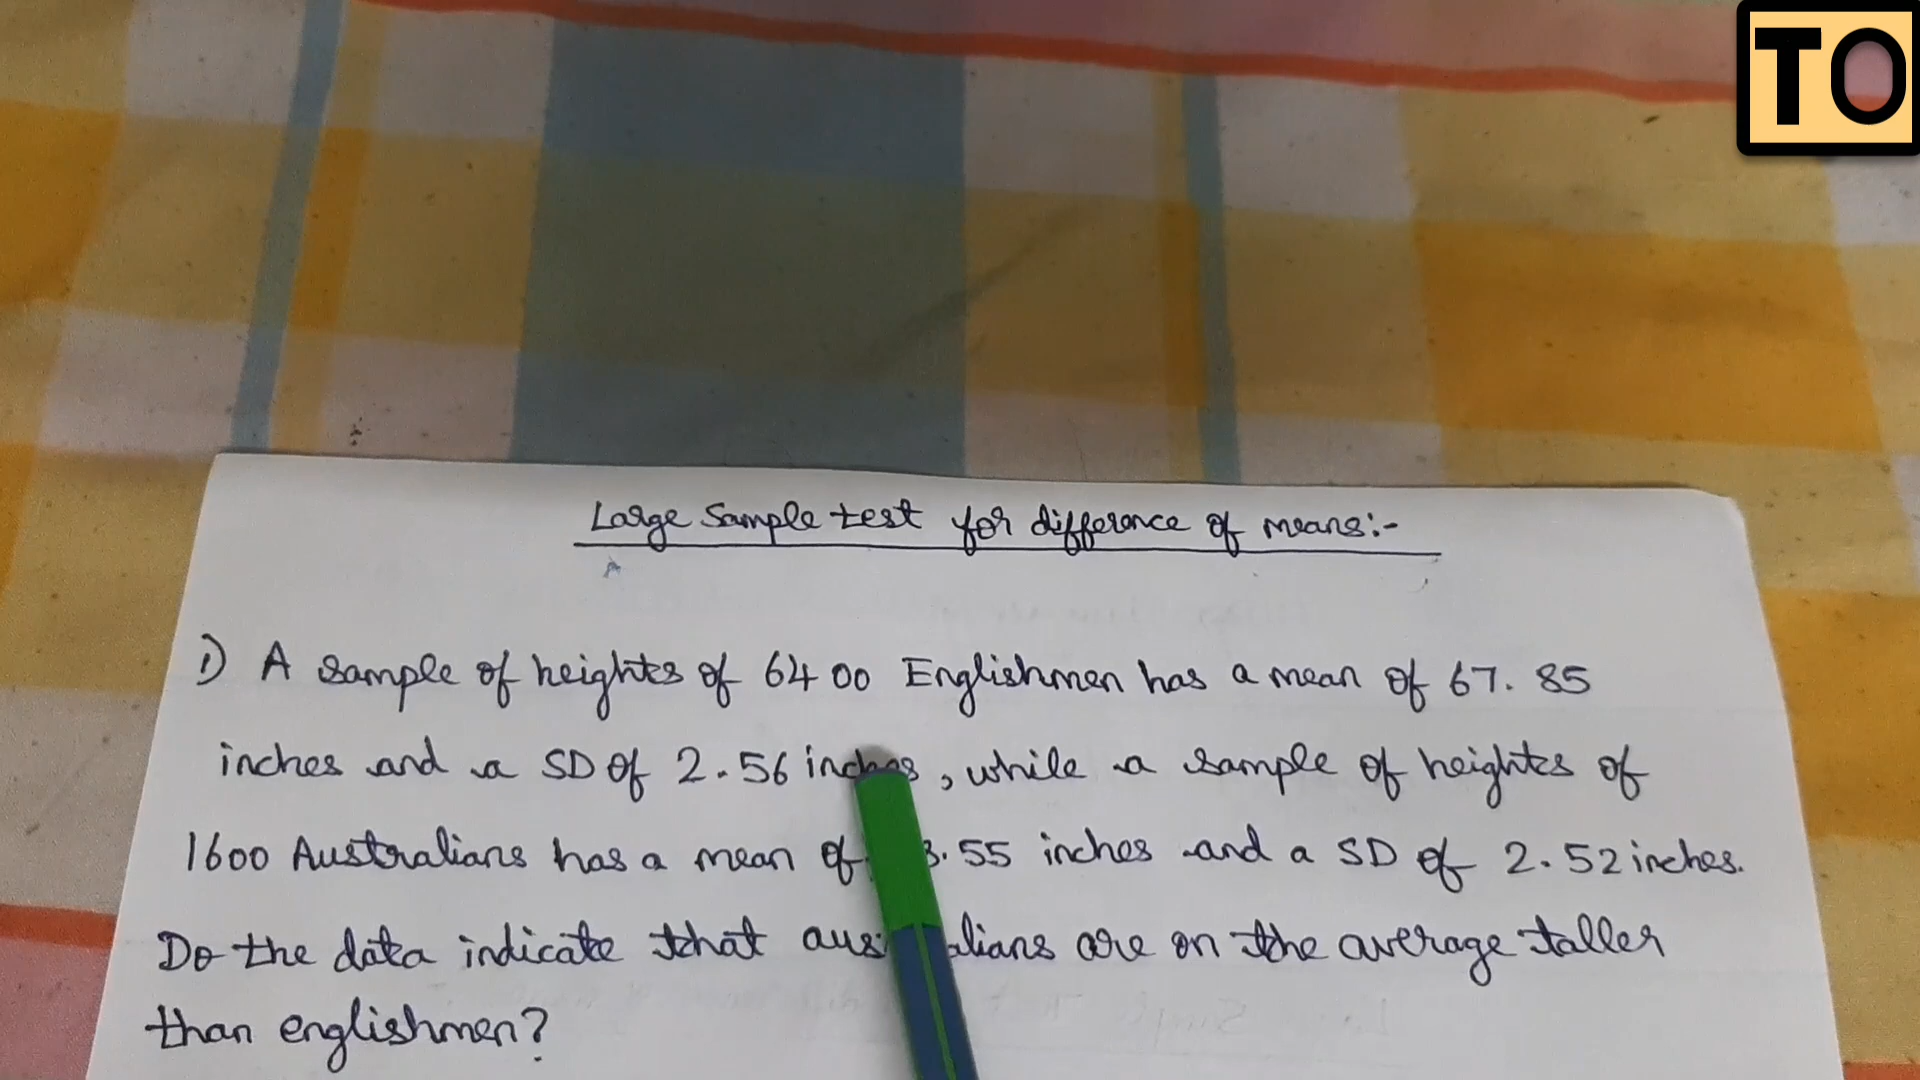 TO
Large Sample test for difference of means:-
1) A sample of heights of 6400 Englishmen has a mean of 67.85
inches and a SD of 2.56 inches, while a sample of heights of
1600 Australians has a mean of 3.55 inches and a SD of 2.52 inches.
Do the data indicate that aus alians are on the average taller
than englishmen?